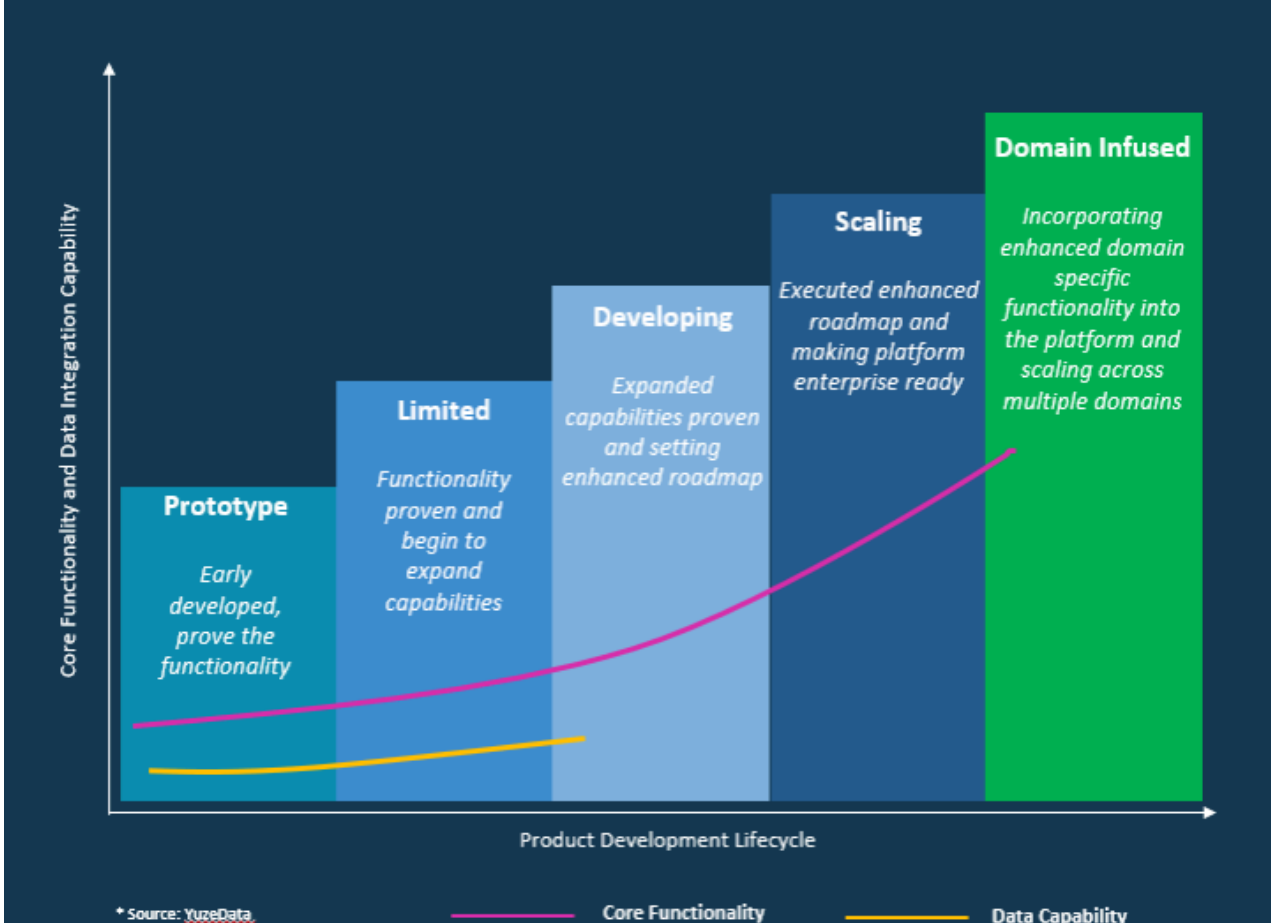 Core Functionality and Data Integration Capability
Prototype
Early
developed,
prove the
functionality
Limited
Functionality
proven and
begin to
expand
capabilities
Developing
Expanded
capabilities proven
and setting
enhanced roadmap
Scaling
Executed enhanced
roadmap and
making platform
enterprise ready
Domain Infused
Incorporating
enhanced domain
specific
functionality into
the platform and
scaling across
multiple domains
Product Development Lifecycle
* Source: YuzeData
Core Functionality
Data Capability